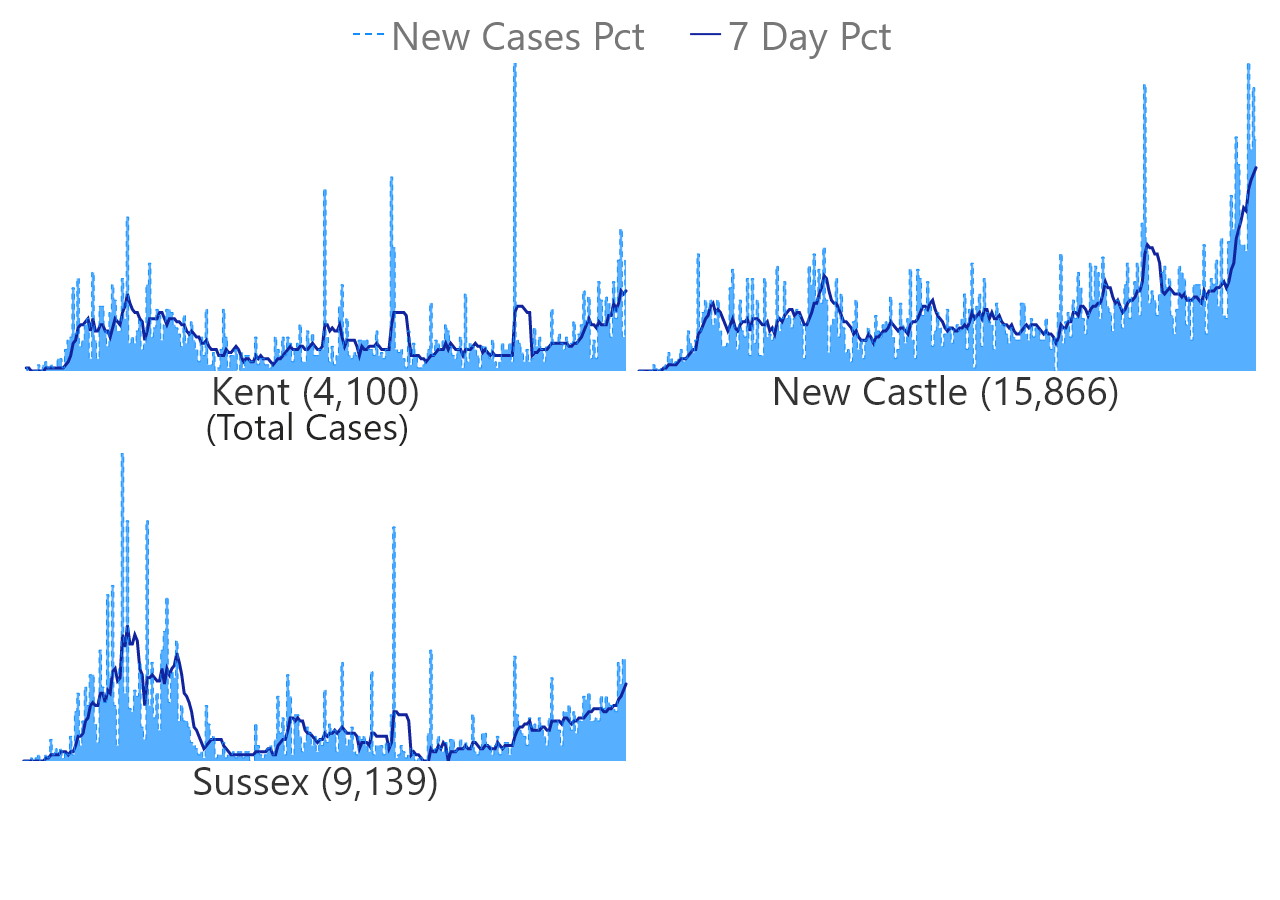 New Cases Pct 7 Day Pct
Kent (4,100)
(Total Cases)
New Castle (15,866)
Sussex (9,139)